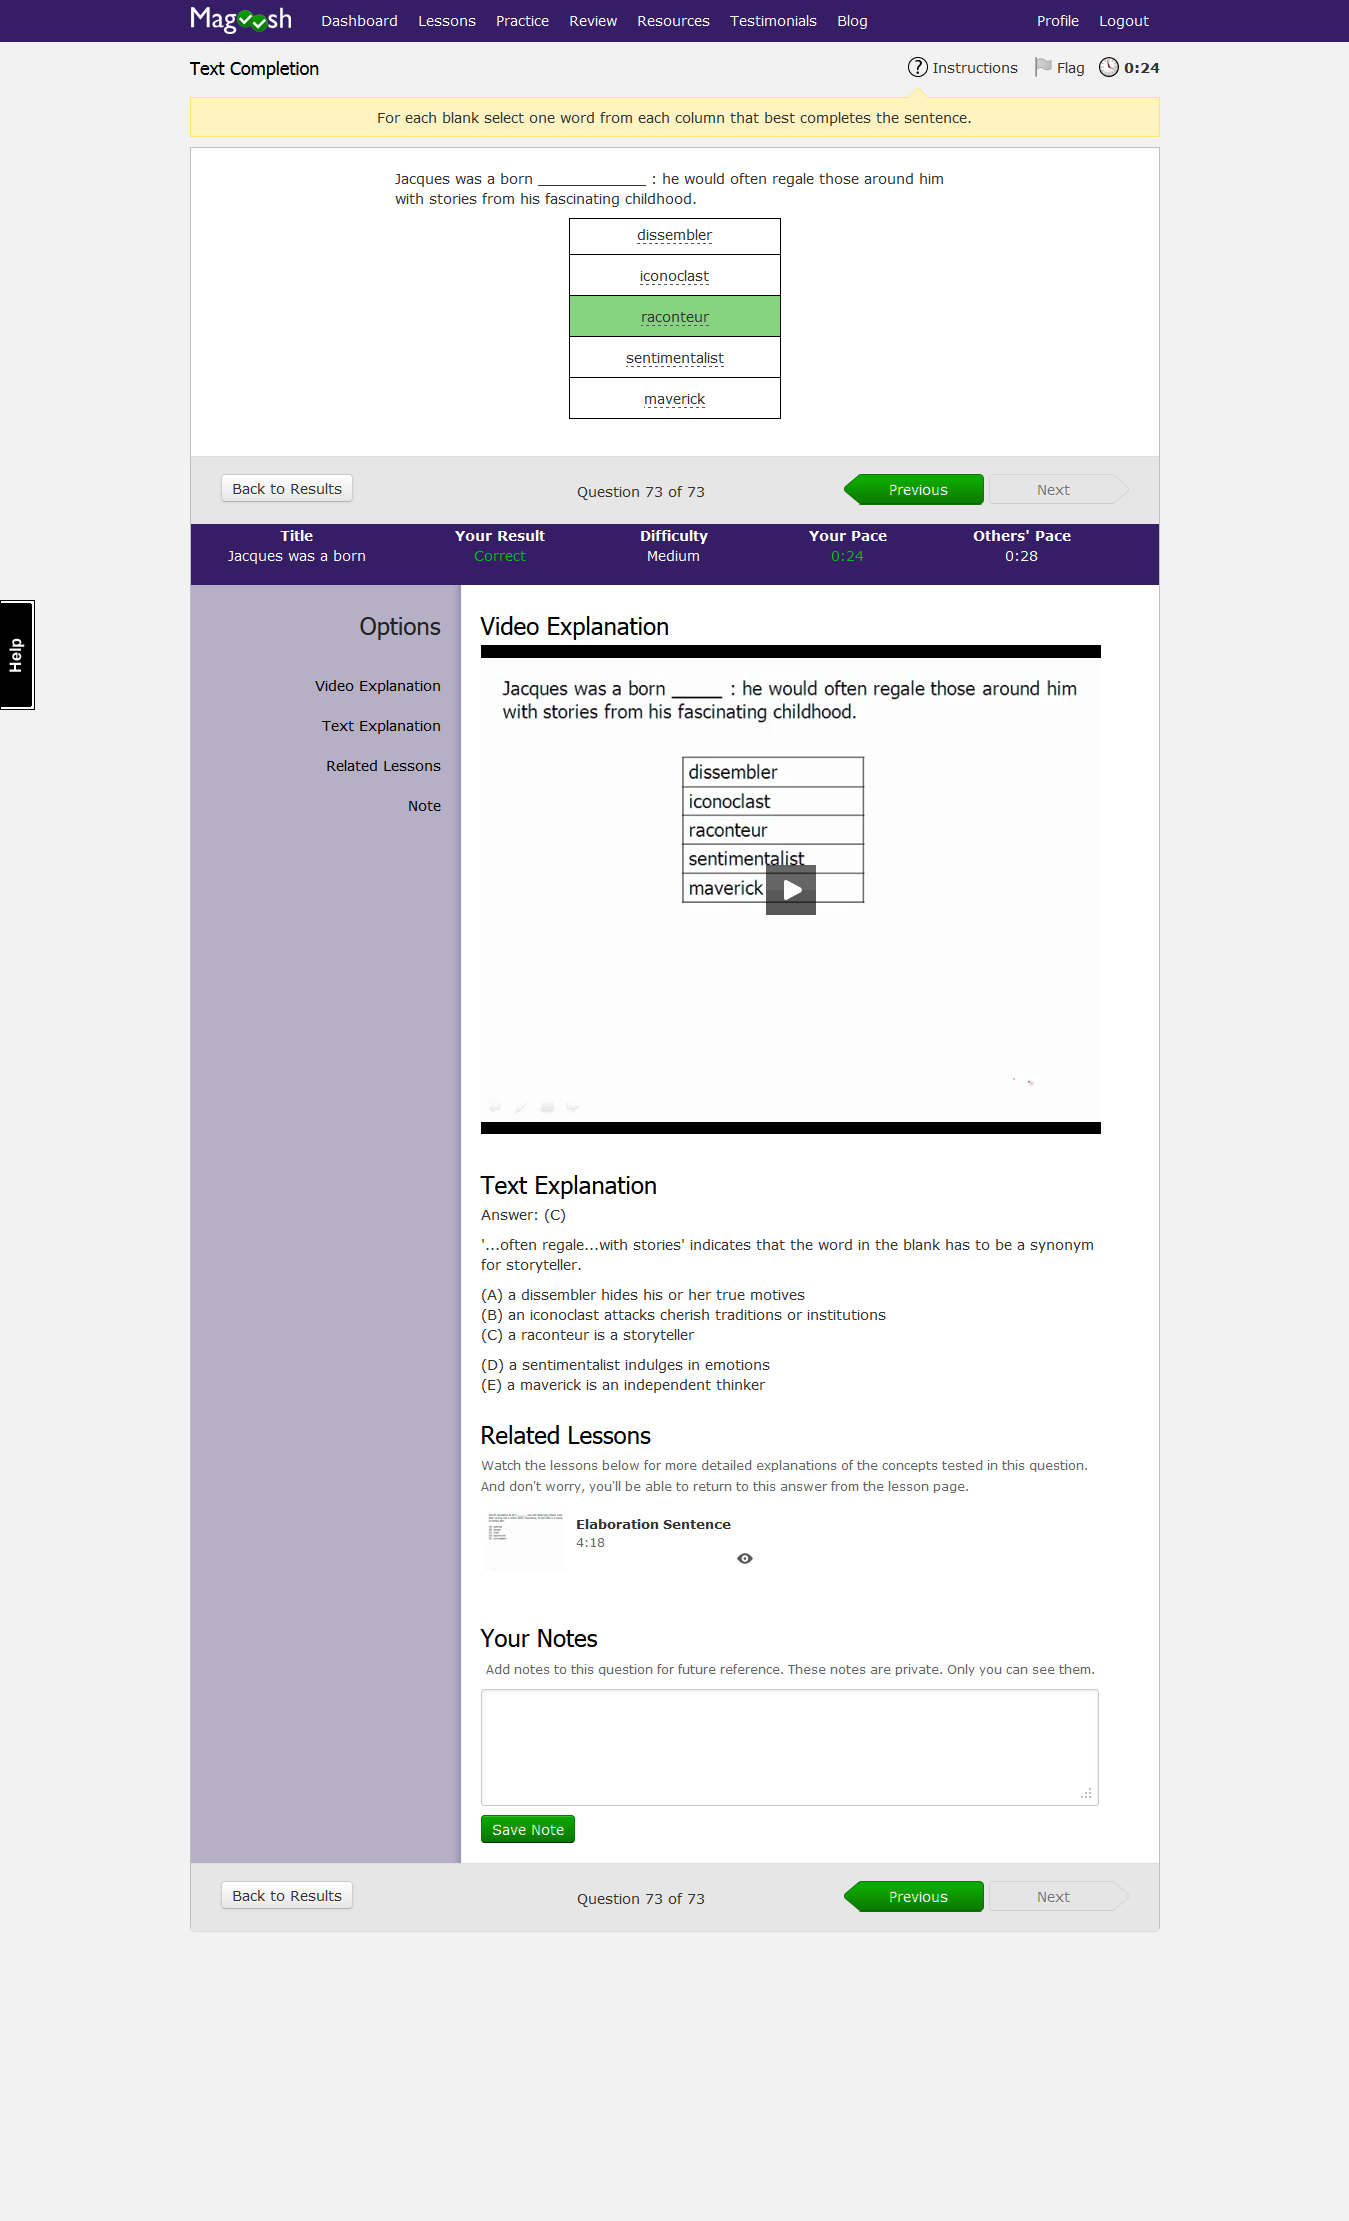 Magoosh Dashboard Lessons Practice Review Resources Testimonials Blog Profile Logout
Text Completion ? Instructions Flag 0:24
For each blank select one word from each column that best completes the sentence.
Jacques was a born _____________ : he would often regale those around him
with stories from his fascinating childhood.
dissembler
iconoclast
raconteur
sentimentalist
maverick
Back to Results Question 73 of 73 Previous Next
Title Your Result Difficulty Your Pace Others' Pace
Jacques was a born Correct Medium 0:24 0:28
Help
Options
Video Explanation
Text Explanation
Related Lessons
Note
Video Explanation
Jacques was a born _____ : he would often regale those around him
with stories from his fascinating childhood.
dissembler
iconoclast
raconteur
sentimentalist
maverick
Text Explanation
Answer: (C)
'...often regale...with stories' indicates that the word in the blank has to be a synonym
for storyteller.
(A) a dissembler hides his or her true motives
(B) an iconoclast attacks cherish traditions or institutions
(C) a raconteur is a storyteller
(D) a sentimentalist indulges in emotions
(E) a maverick is an independent thinker
Related Lessons
Watch the lessons below for more detailed explanations of the concepts tested in this question.
And don't worry, you'll be able to return to this answer from the lesson page.
Elaboration Sentence
4:18
Your Notes
Add notes to this question for future reference. These notes are private. Only you can see them.
Save Note
Back to Results Question 73 of 73 Previous Next